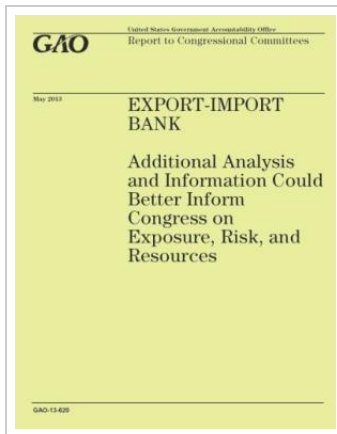 United States Government Accountability Office
GAO
Report to Congressional Committees
May 2013
EXPORT-IMPORT
BANK
Additional Analysis
and Information Could
Better Inform
Congress on
Exposure, Risk, and
Resources
GAO-13-620